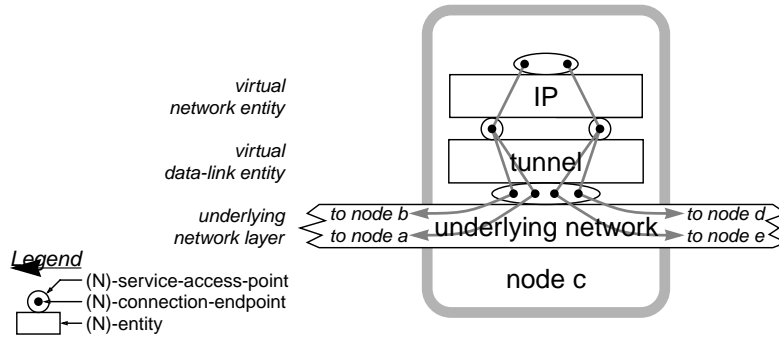 virtual
network entity
IP
virtual
data-link entity
tunnel
underlying
network layer
to node b
to node a
underlying network
to node d
to node e
node c
Legend
(N)-service-access-point
(N)-connection-endpoint
(N)-entity